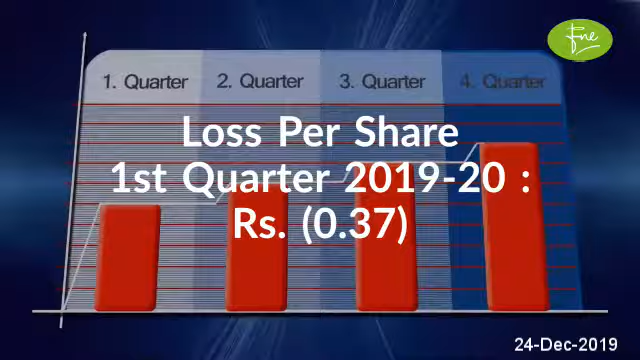 fne
1. Quarter 2. Quarter 3. Quarter 4. Quarter
Loss Per Share
1st Quarter 2019-20 :
Rs. (0.37)
24-Dec-2019